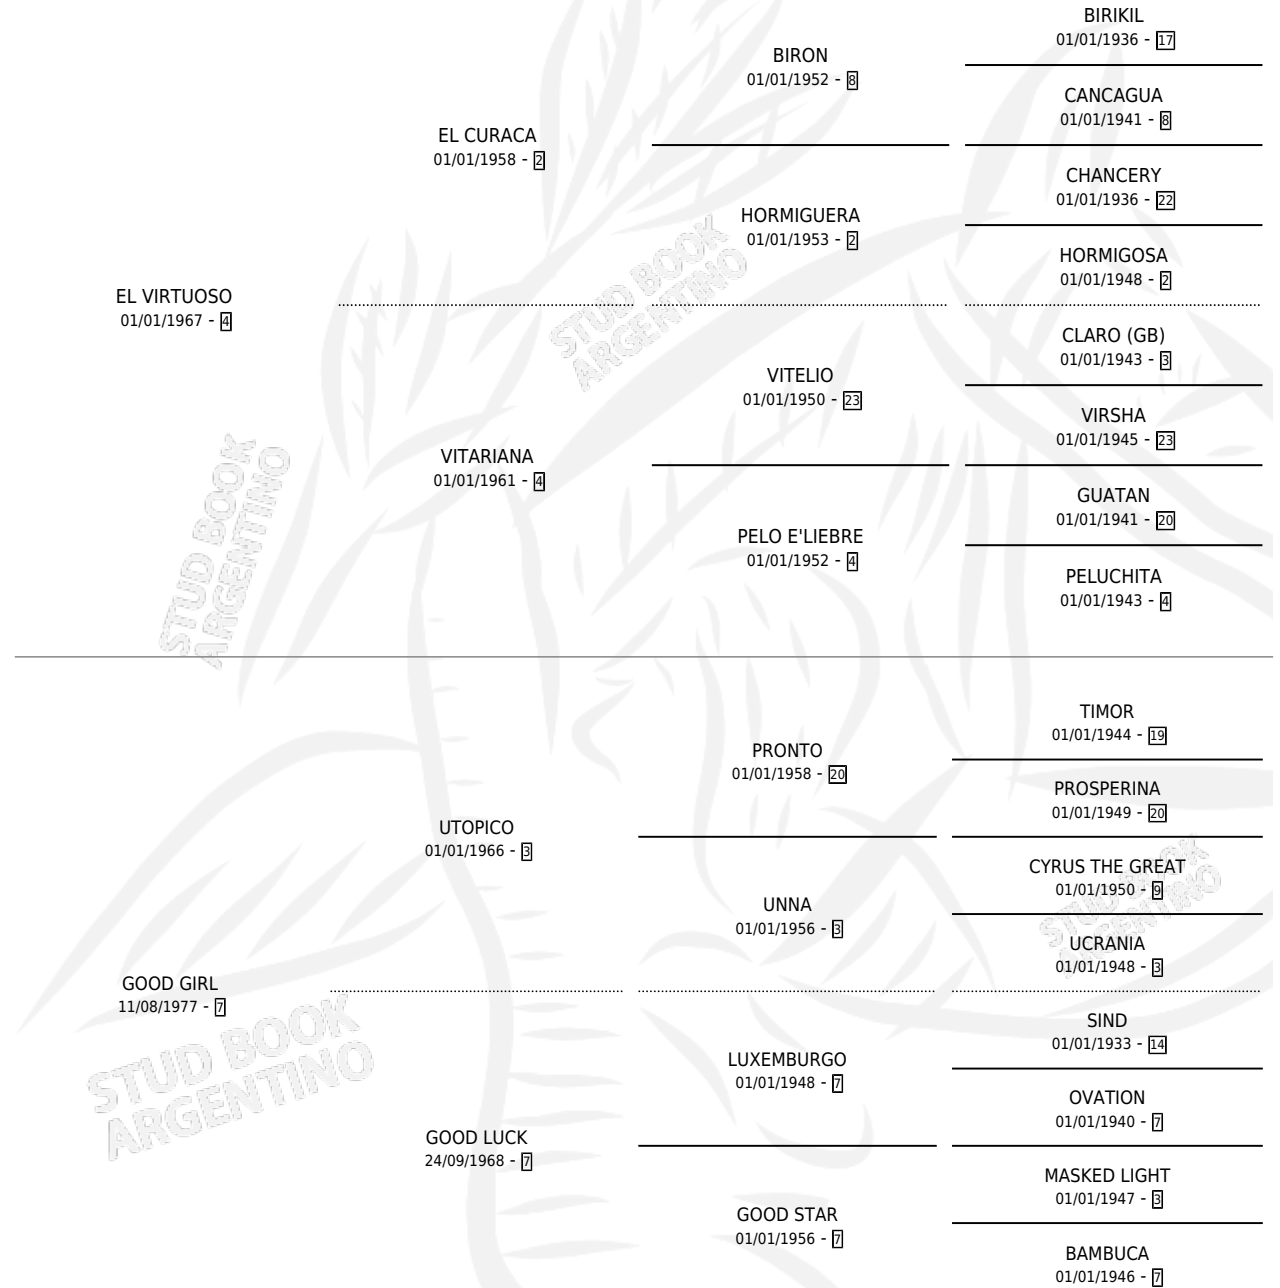 BIRIKIL
01/01/1936 - 17
BIRON
01/01/1952 - 8
CANCAGUA
01/01/1941 - 8
EL CURACA
01/01/1958 - 2
CHANCERY
01/01/1936 - 22
HORMIGUERA
01/01/1953 - 2
HORMIGOSA
01/01/1948 - 2
EL VIRTUOSO
01/01/1967 - 4
CLARO (GB)
01/01/1943 - 3
VITELIO
01/01/1950 - 23
VIRSHA
01/01/1945 - 23
VITARIANA
01/01/1961 - 4
GUATAN
01/01/1941 - 20
PELO E'LIEBRE
01/01/1952 - 4
PELUCHITA
01/01/1943 - 4
STUD BOOK
ARGENTINO
STUD BOOK
ARGENTINO
TIMOR
01/01/1944 - 19
PRONTO
01/01/1958 - 20
PROSPERINA
01/01/1949 - 20
UTOPICO
01/01/1966 - 3
CYRUS THE GREAT
01/01/1950 - 9
UNNA
01/01/1956 - 3
UCRANIA
01/01/1948 - 3
STUD BOOK
ARGENTINO
GOOD GIRL
11/08/1977 - 7
SIND
01/01/1933 - 14
LUXEMBURGO
01/01/1948 - 7
OVATION
01/01/1940 - 7
GOOD LUCK
24/09/1968 - 7
MASKED LIGHT
01/01/1947 - 3
GOOD STAR
01/01/1956 - 7
BAMBUCA
01/01/1946 - 7
STUD BOOK
ARGENTINO